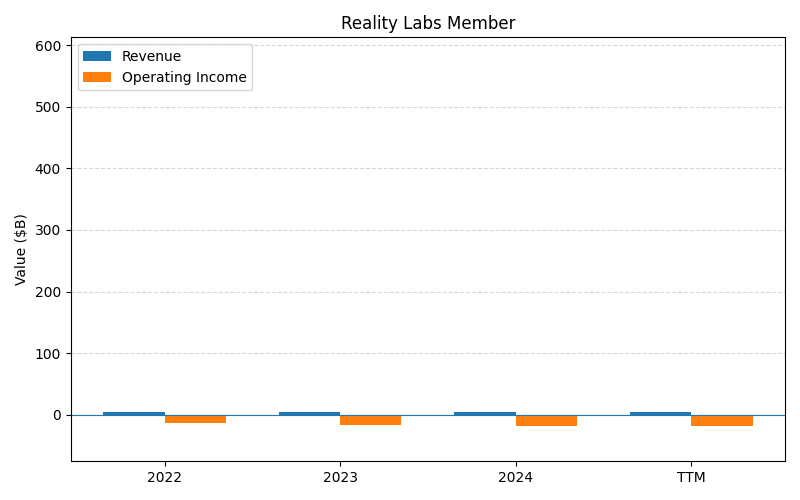 Reality Labs Member
Revenue
Operating Income
Value ($B)
600
500
400
300
200
100
0
2022 2023 2024 TTM